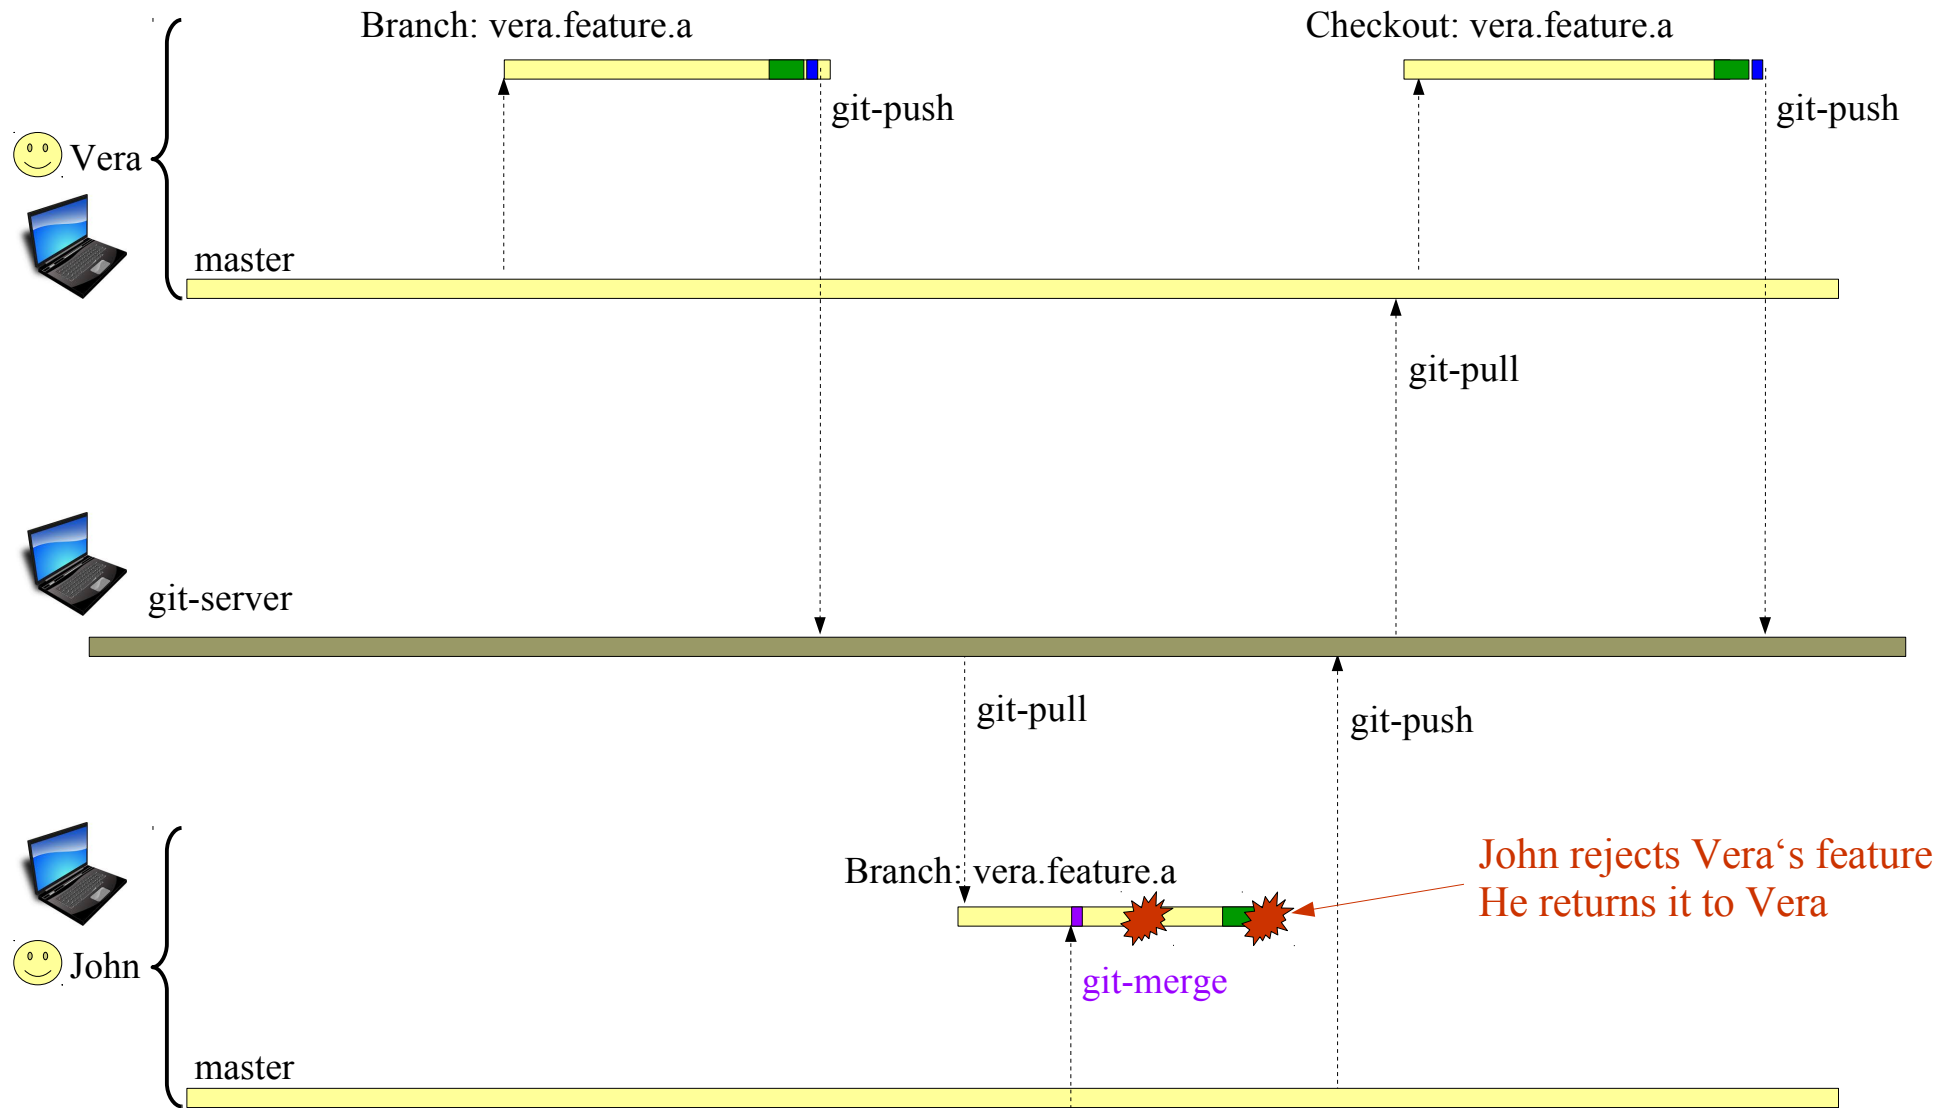 Branch: vera.feature.a
Checkout: vera.feature.a
git-push
git-push
Vera
master
git-pull
git-server
git-pull
git-push
Branch: vera.feature.a
John rejects Vera‘s feature
He returns it to Vera
John
git-merge
master